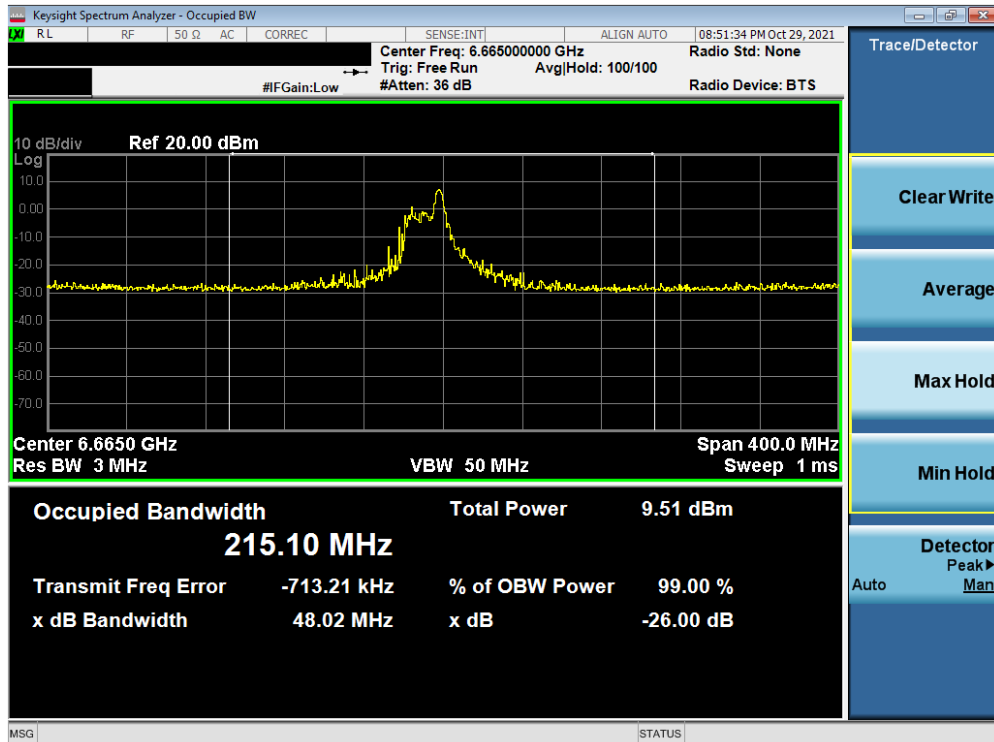 Keysight Spectrum Analyzer - Occupied BW
LXI RL RF 50 Ω AC CORREC SENSE:INT ALIGN AUTO 08:51:34 PM Oct 29, 2021
Center Freq: 6.665000000 GHz Radio Std: None
Trig: Free Run Avg|Hold: 100/100
#IFGain:Low #Atten: 36 dB Radio Device: BTS
10 dB/div Ref 20.00 dBm
Log
10.0
0.00
-10.0
-20.0
-30.0
-40.0
-50.0
-60.0
-70.0
Center 6.6650 GHz Span 400.0 MHz
Res BW 3 MHz VBW 50 MHz Sweep 1 ms
Occupied Bandwidth Total Power 9.51 dBm
215.10 MHz
Transmit Freq Error -713.21 kHz % of OBW Power 99.00 %
x dB Bandwidth 48.02 MHz x dB -26.00 dB
MSG STATUS
Trace/Detector
Clear Write
Average
Max Hold
Min Hold
Detector
Peak▶
Auto Man